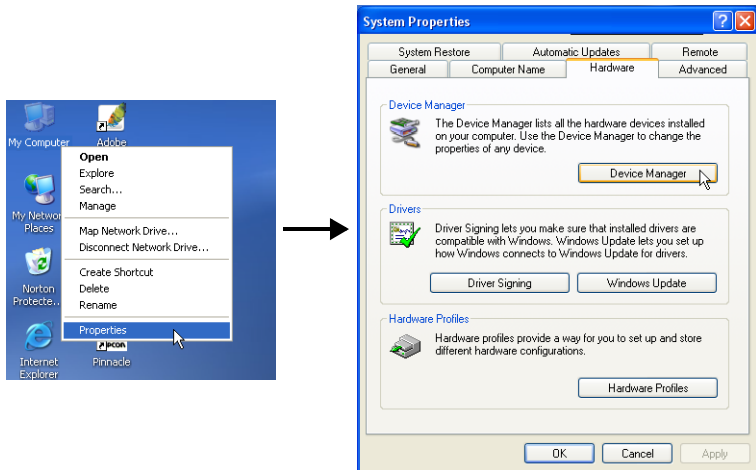 My Computer
Adobe
Open
Explore
Search...
Manage
Map Network Drive...
Disconnect Network Drive...
Create Shortcut
Delete
Rename
Properties
My Networ
Places
Norton
Protecte...
Internet
Explorer
Pinnacle
System Properties
System Restore
Automatic Updates
Remote
General
Computer Name
Hardware
Advanced
Device Manager
The Device Manager lists all the hardware devices installed
on your computer. Use the Device Manager to change the
properties of any device.
Device Manager
Drivers
Driver Signing lets you make sure that installed drivers are
compatible with Windows. Windows Update lets you set up
how Windows connects to Windows Update for drivers.
Driver Signing
Windows Update
Hardware Profiles
Hardware profiles provide a way for you to set up and store
different hardware configurations.
Hardware Profiles
OK
Cancel
Apply